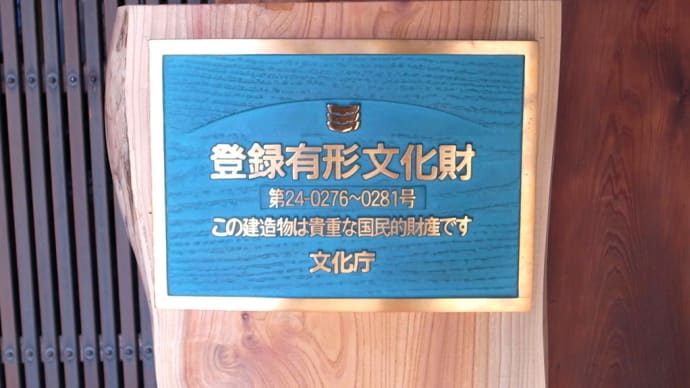 登録有形文化財
第24-0276~0281号
この建造物は貴重な国民的財産です
文化庁